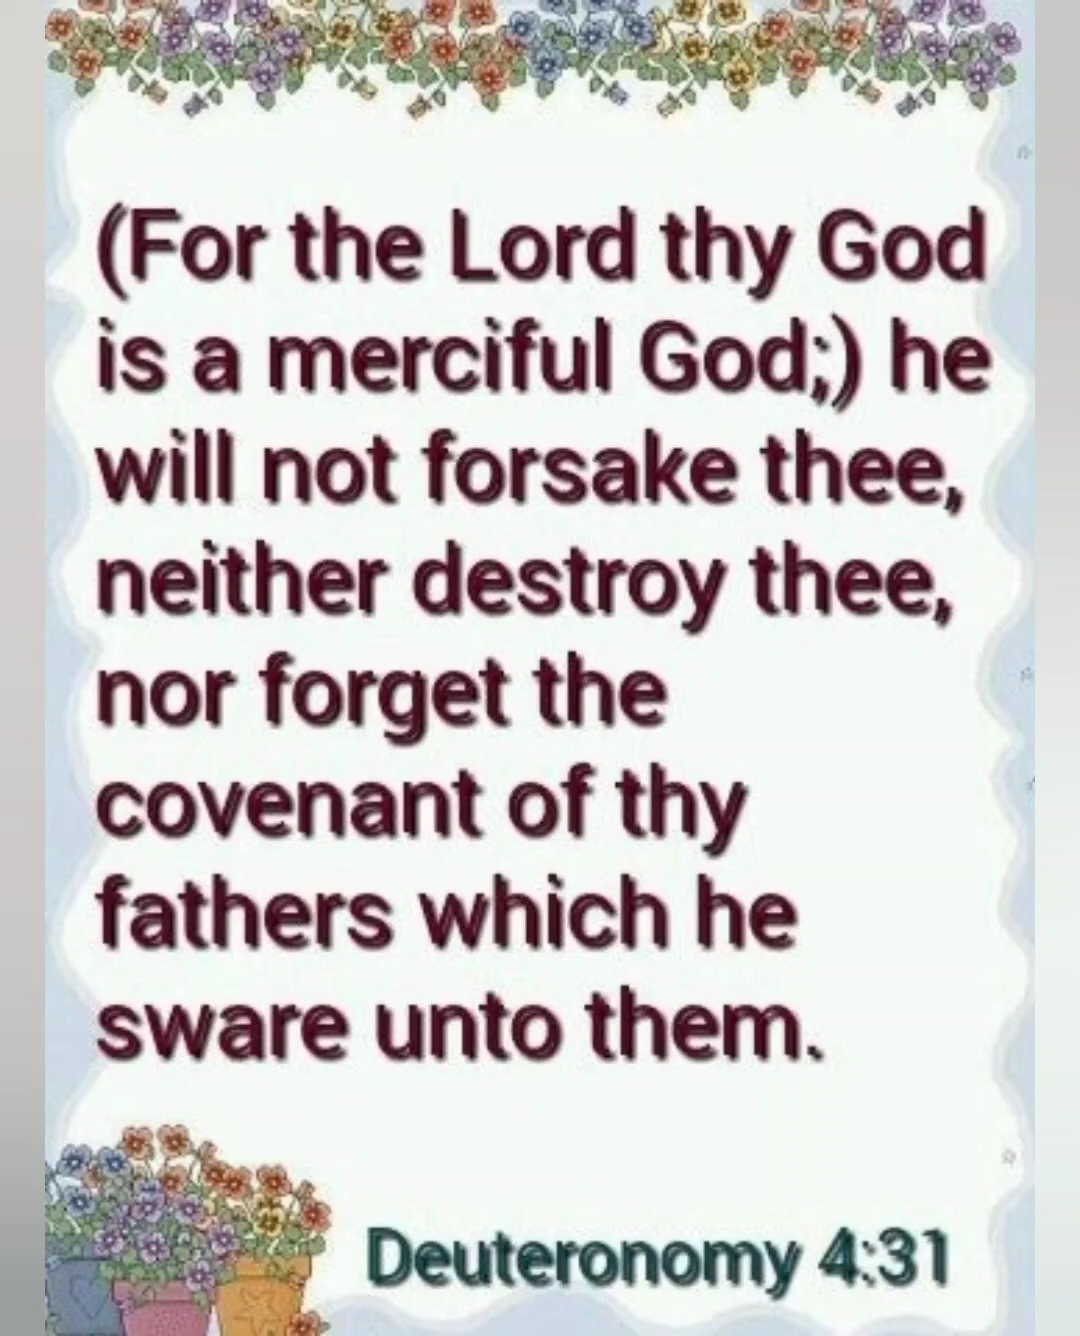 (For the Lord thy God
is a merciful God;) he
will not forsake thee,
neither destroy thee,
nor forget the
covenant of thy
fathers which he
sware unto them.
Deuteronomy 4:31